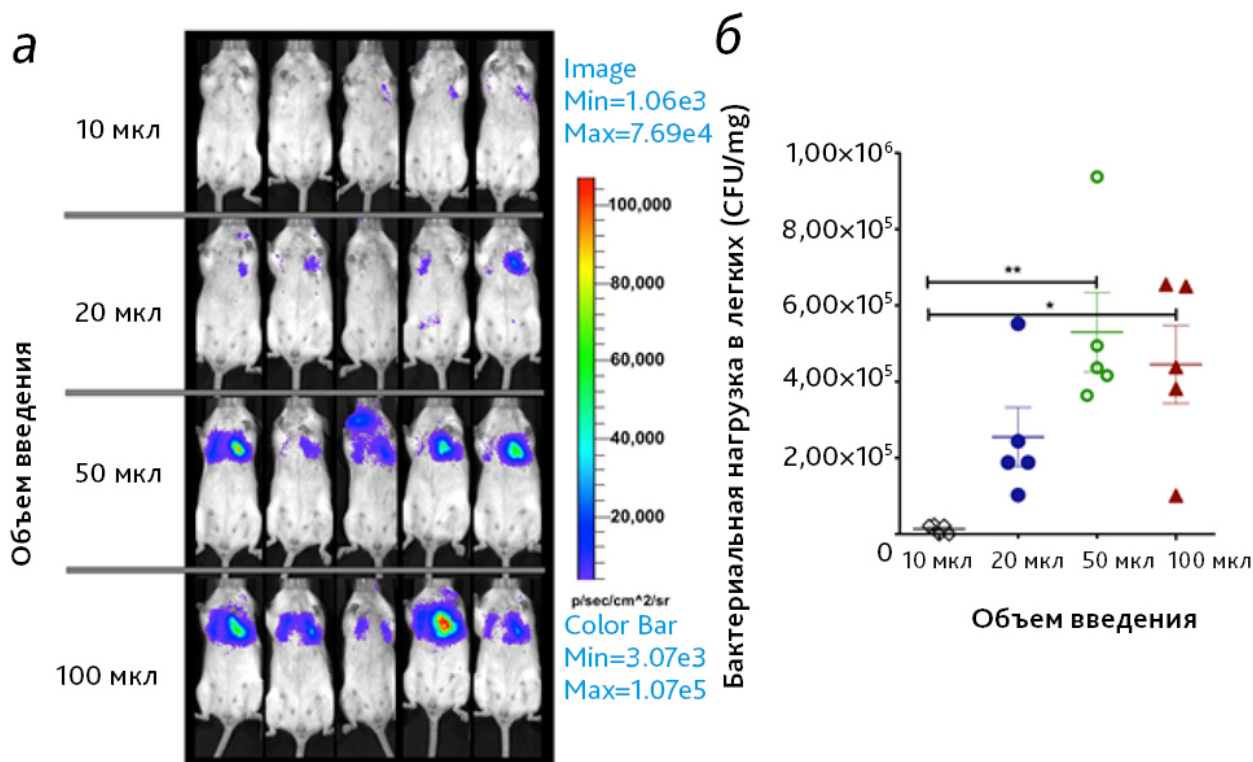 а
Объем введения
10 мкл
20 мкл
50 мкл
100 мкл
Image
Min=1.06e3
Max=7.69e4
100,000
80,000
60,000
40,000
20,000
p/sec/cm^2/sr
Color Bar
Min=3.07e3
Max=1.07e5
б
Бактериальная нагрузка в легких (CFU/mg)
1,00×10⁶
8,00×10⁵
6,00×10⁵
4,00×10⁵
2,00×10⁵
0
**
*
10 мкл 20 мкл 50 мкл 100 мкл
Объем введения